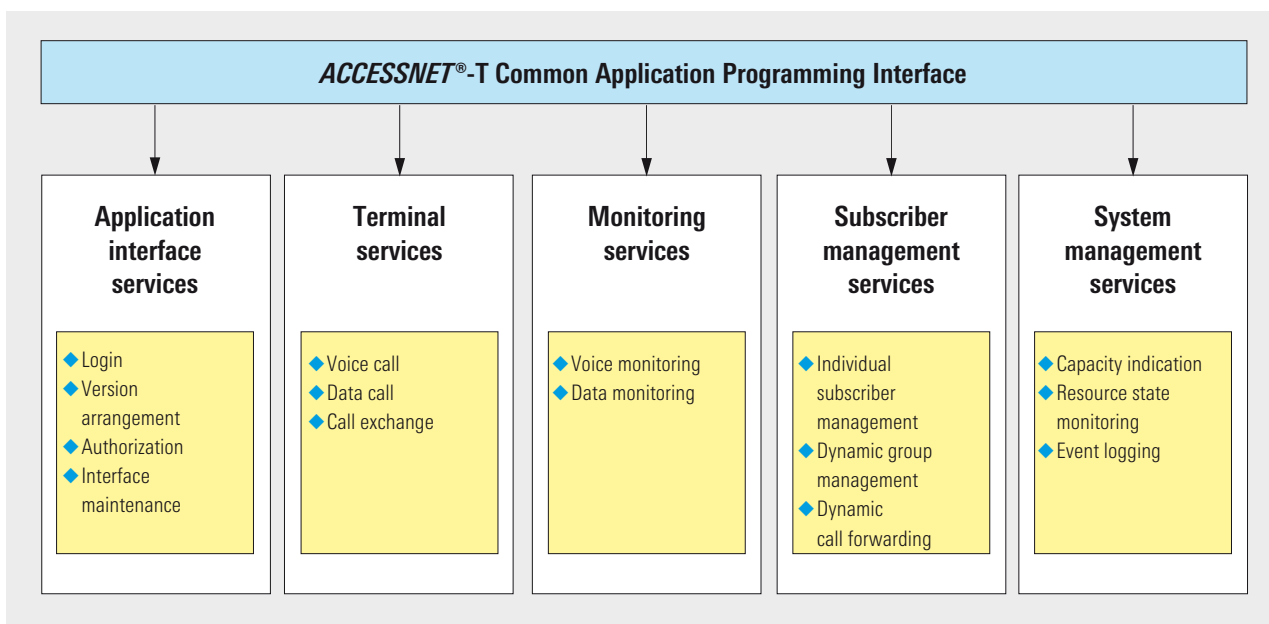 ACCESSNET®-T Common Application Programming Interface
Application
interface
services
Login
Version
arrangement
Authorization
Interface
maintenance
Terminal
services
Voice call
Data call
Call exchange
Monitoring
services
Voice monitoring
Data monitoring
Subscriber
management
services
Individual
subscriber
management
Dynamic group
management
Dynamic
call forwarding
System
management
services
Capacity indication
Resource state
monitoring
Event logging